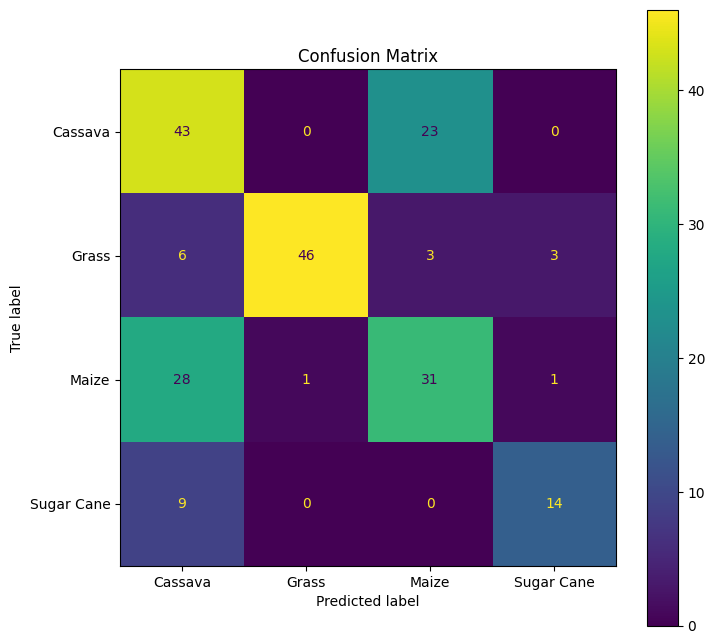 Confusion Matrix
Cassava 43 0 23 0
Grass 6 46 3 3
Maize 28 1 31 1
Sugar Cane 9 0 0 14
Cassava Grass Maize Sugar Cane
Predicted label
True label
40
30
20
10
0